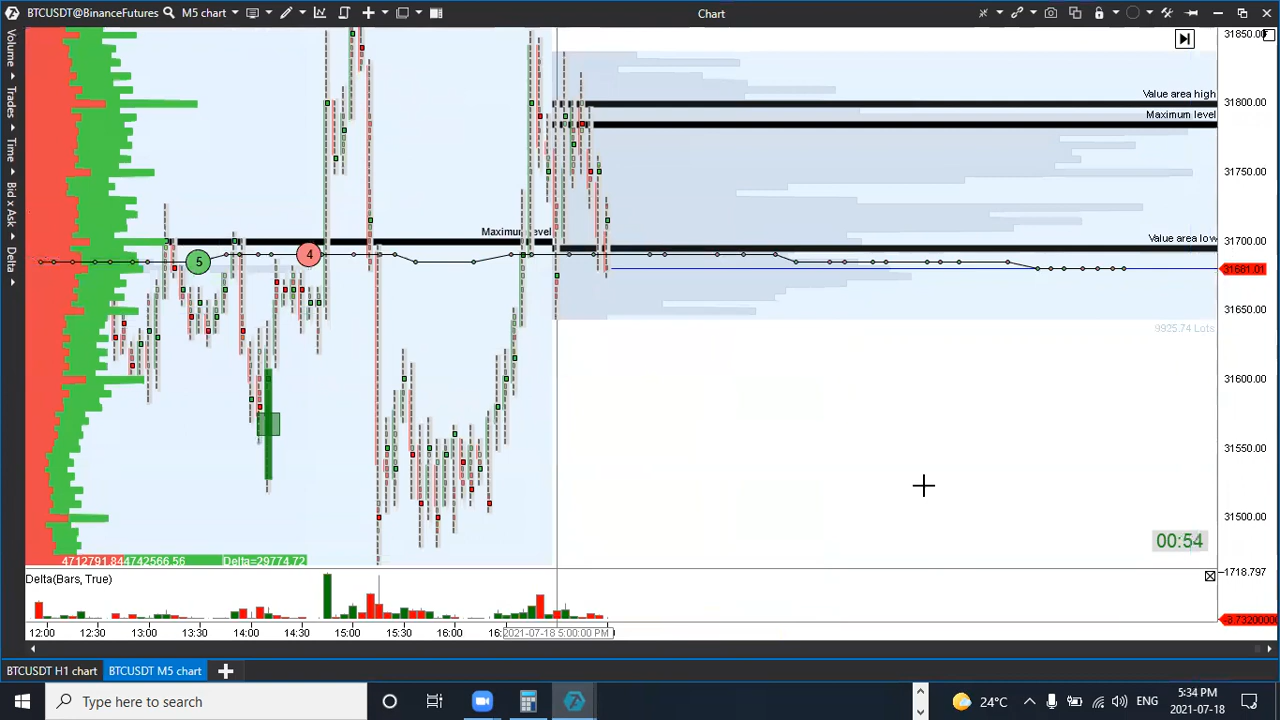 BTCUSDT@BinanceFutures M5 chart Chart
Volume
Trades
Time
Bid x Ask
Delta
31850.00
Value area high
31800.00
Maximum level
31750.00
Maximum level
Value area low
31700.00
5
4
31681.01
31650.00
9925.74 Lots
31600.00
31550.00
31500.00
00:54
4712791.84 4742566.56 Delta=29774.72
Delta(Bars, True)
1718.797
12:00 12:30 13:00 13:30 14:00 14:30 15:00 15:30 16:00 2021-07-18 5:00:00 PM
BTCUSDT H1 chart BTCUSDT M5 chart
Type here to search
24°C ENG
5:34 PM
2021-07-18